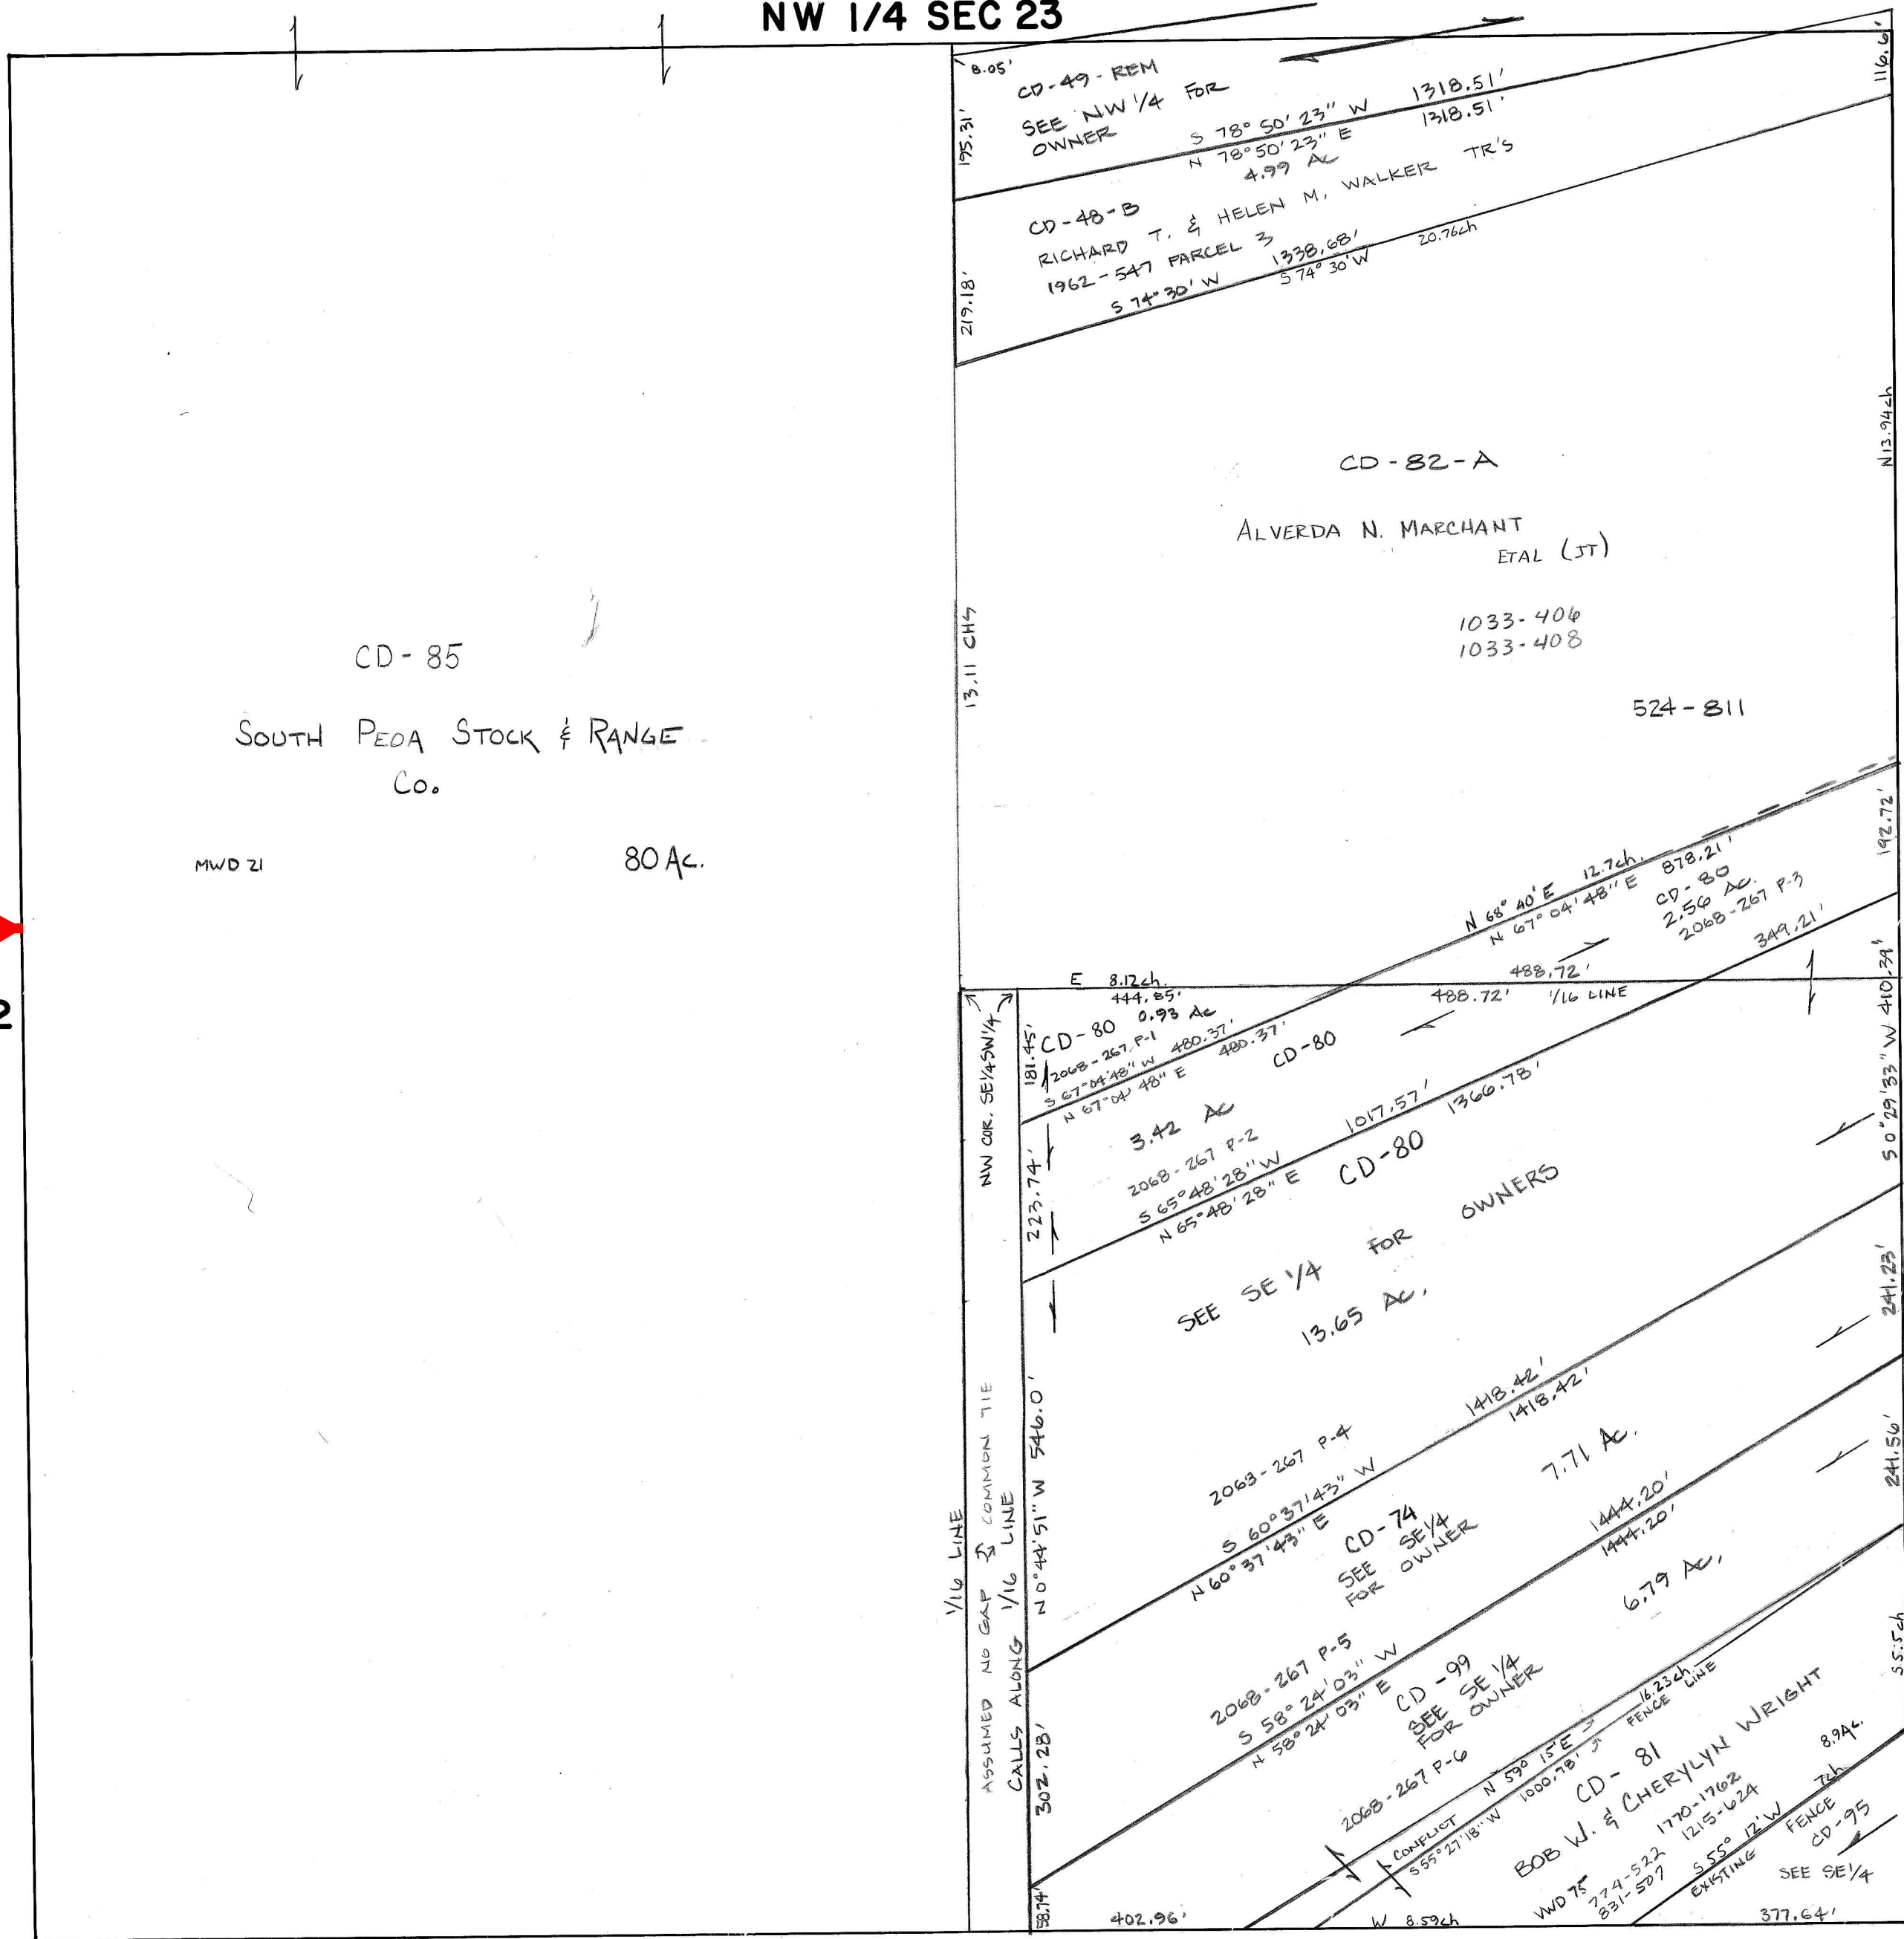 NW 1/4 SEC 23
8.05'
CD-49-REM
SEE NW 1/4 FOR
OWNER
195.31'
116.6'
S 78° 50' 23" W 1318.51'
N 78° 50' 23" E 1318.51'
4.99 AC
CD-48-B
RICHARD T. & HELEN M. WALKER TR'S
1962-547 PARCEL 3
219.18'
S 74° 30' W 1338.68'
S 74° 30' W 20.76ch
N13.94ch
CD-82-A
ALVERDA N. MARCHANT
ETAL (JT)
1033-406
1033-408
524-811
13.11 CHS
CD-85
SOUTH PEOA STOCK & RANGE
CO.
MWD 21
80 AC.
2
192.72'
N 68° 40' E 12.7ch.
N 67° 04' 48" E 878.21'
CD-80
2.56 AC.
2068-267 P-3
349.21'
E 8.12ch.
444.85'
488.72'
488.72' 1/16 LINE
S 0° 29' 33" W 410.39'
NW COR. SE1/4SW1/4
181.45'
CD-80 0.93 AC
2068-267, P-1
S 67° 04' 48" W 480.37'
N 67° 04' 48" E 480.37'
CD-80
3.42 AC
2068-267 P-2
223.74'
S 65° 48' 28" W 1017.57'
N 65° 48' 28" E 1366.78'
CD-80
SEE SE 1/4 FOR OWNERS
13.65 AC.
241.23'
N 0° 44' 51" W 546.0'
2063-267 P-4
1418.42'
1418.42'
S 60° 37' 43" W
N 60° 37' 43" E
CD-74
SEE SE1/4
FOR OWNER
7.71 AC.
241.56'
1/16 LINE
ASSUMED NO GAP & COMMON TIE
CALLS ALONG 1/16 LINE
2068-267 P-5
1444.20'
1444.20'
S 58° 24' 03" W
N 58° 24' 03" E
CD-99
SEE SE 1/4
FOR OWNER
6.79 AC.
2068-267 P-6
302.28'
S5.5ch
CONFLICT N 59° 15' E 16.23ch
S 55° 27' 18" W 1000.78' FENCE LINE
CD-81
BOB W. & CHERYLYN WRIGHT
1770-1762
1215-624
8.9AC.
WD 75
774-522
831-507
S 55° 12' W 7ch
EXISTING FENCE
CD-95
SEE SE1/4
58.74'
402.96'
W 8.59ch
377.64'